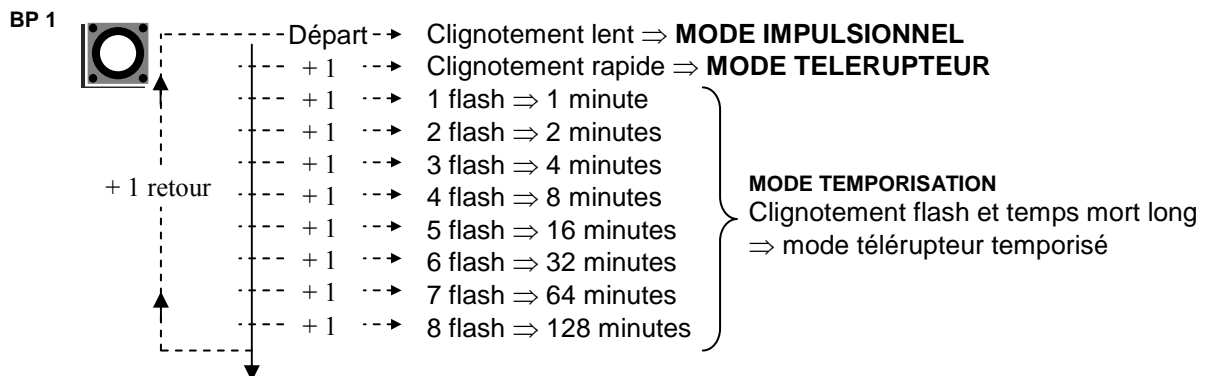 BP 1
Départ Clignotement lent ⇒ MODE IMPULSIONNEL
+ 1 Clignotement rapide ⇒ MODE TELERUPTEUR
+ 1 1 flash ⇒ 1 minute
+ 1 2 flash ⇒ 2 minutes
+ 1 3 flash ⇒ 4 minutes
+ 1 4 flash ⇒ 8 minutes
+ 1 5 flash ⇒ 16 minutes
+ 1 6 flash ⇒ 32 minutes
+ 1 7 flash ⇒ 64 minutes
+ 1 8 flash ⇒ 128 minutes
+ 1 retour
MODE TEMPORISATION
Clignotement flash et temps mort long
⇒ mode télérupteur temporisé